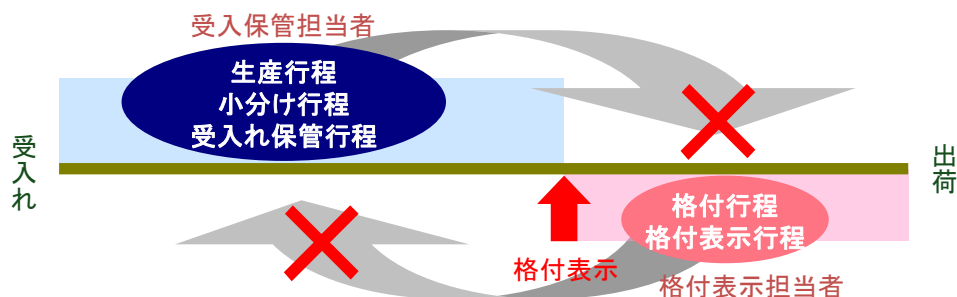 受入保管担当者
生産行程
小分け行程
受入れ保管行程
受入れ
出荷
格付行程
格付表示行程
格付表示
格付表示担当者